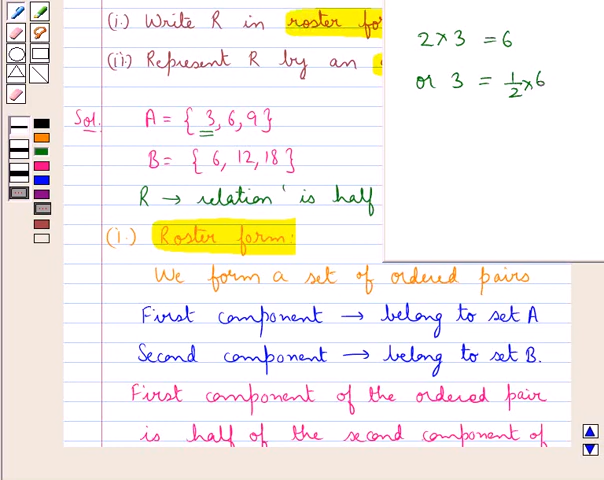 (i.) Write R in roster for
(ii.) Represent R by an
Sol. A = { 3, 6, 9 }
B = { 6, 12, 18 }
R → relation ' is half
(i.) Roster form:
We form a set of ordered pairs
First component → belong to set A
Second component → belong to set B.
First component of the ordered pair
is half of the second component of
2 × 3 = 6
or 3 = 1/2 × 6